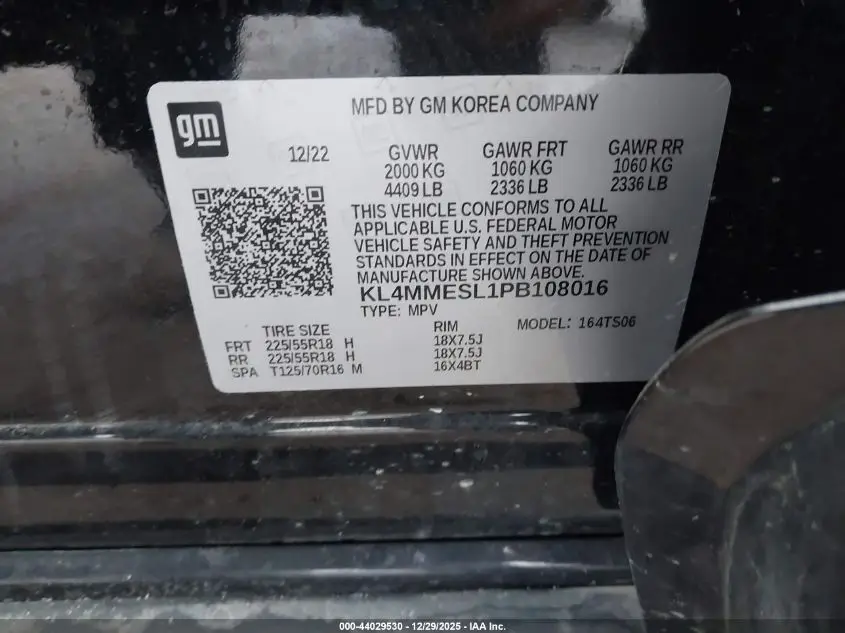 gm
MFD BY GM KOREA COMPANY
12/22
GVWR GAWR FRT GAWR RR
2000 KG 1060 KG 1060 KG
4409 LB 2336 LB 2336 LB
THIS VEHICLE CONFORMS TO ALL
APPLICABLE U.S. FEDERAL MOTOR
VEHICLE SAFETY AND THEFT PREVENTION
STANDARDS IN EFFECT ON THE DATE OF
MANUFACTURE SHOWN ABOVE.
KL4MMESL1PB108016
TYPE: MPV MODEL: 164TS06
TIRE SIZE RIM
FRT 225/55R18 H 18X7.5J
RR 225/55R18 H 18X7.5J
SPA T125/70R16 M 16X4BT
000-44029530 - 12/29/2025 - IAA Inc.